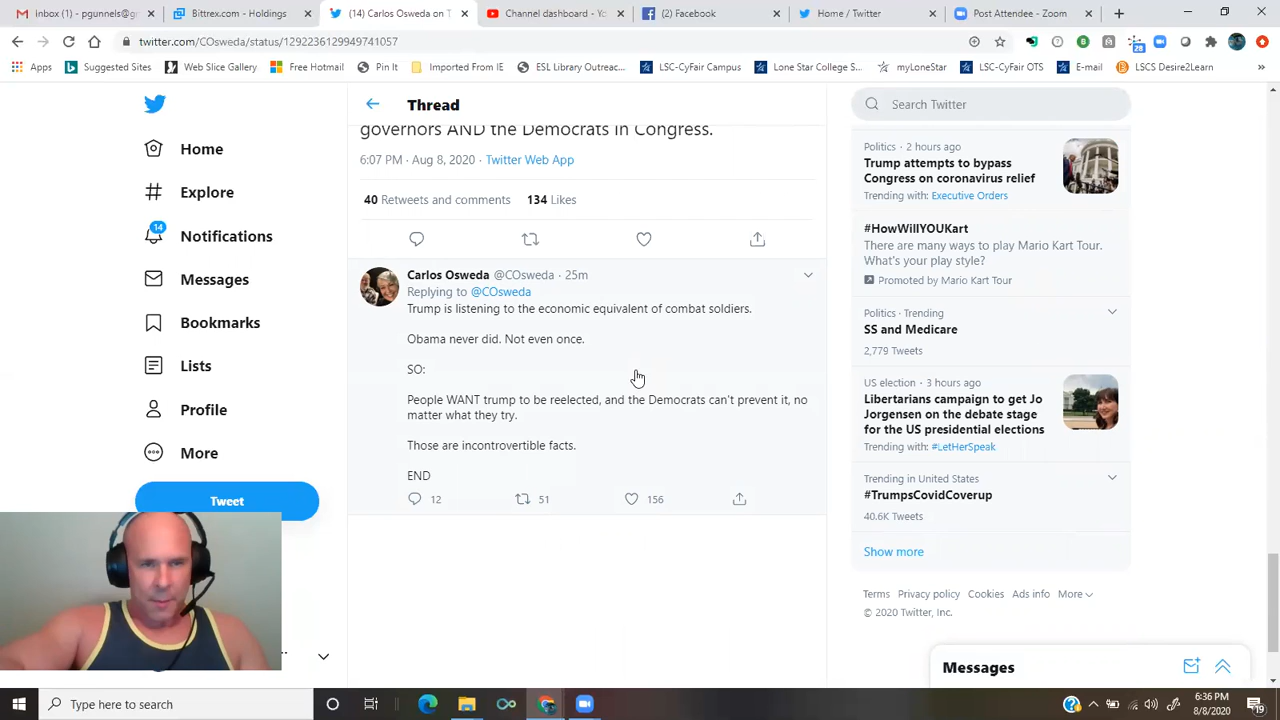 Inbox (1) - pgunnels@g
Bittrex.com - Holdings
(14) Carlos Osweda on T
Channel dashboard - Yo
(2) Facebook
Home / Twitter
Post Attendee - Zoom
twitter.com/COsweda/status/1292236129949741057
28
Apps
Suggested Sites
Web Slice Gallery
Free Hotmail
Pin It
Imported From IE
ESL Library Outreac...
LSC-CyFair Campus
Lone Star College S...
myLoneStar
LSC-CyFair OTS
E-mail
LSCS Desire2Learn
Home
Explore
14
Notifications
Messages
Bookmarks
Lists
Profile
More
Tweet
Thread
governors AND the Democrats in Congress.
6:07 PM · Aug 8, 2020 · Twitter Web App
40 Retweets and comments 134 Likes
Carlos Osweda @COsweda · 25m
Replying to @COsweda
Trump is listening to the economic equivalent of combat soldiers.
Obama never did. Not even once.
SO:
People WANT trump to be reelected, and the Democrats can't prevent it, no
matter what they try.
Those are incontrovertible facts.
END
12 51 156
Search Twitter
Politics · 2 hours ago
Trump attempts to bypass
Congress on coronavirus relief
Trending with: Executive Orders
#HowWillYOUKart
There are many ways to play Mario Kart Tour.
What's your play style?
Promoted by Mario Kart Tour
Politics · Trending
SS and Medicare
2,779 Tweets
US election · 3 hours ago
Libertarians campaign to get Jo
Jorgensen on the debate stage
for the US presidential elections
Trending with: #LetHerSpeak
Trending in United States
#TrumpsCovidCoverup
40.6K Tweets
Show more
Terms Privacy policy Cookies Ads info More
© 2020 Twitter, Inc.
Messages
Type here to search
6:36 PM
8/8/2020
19